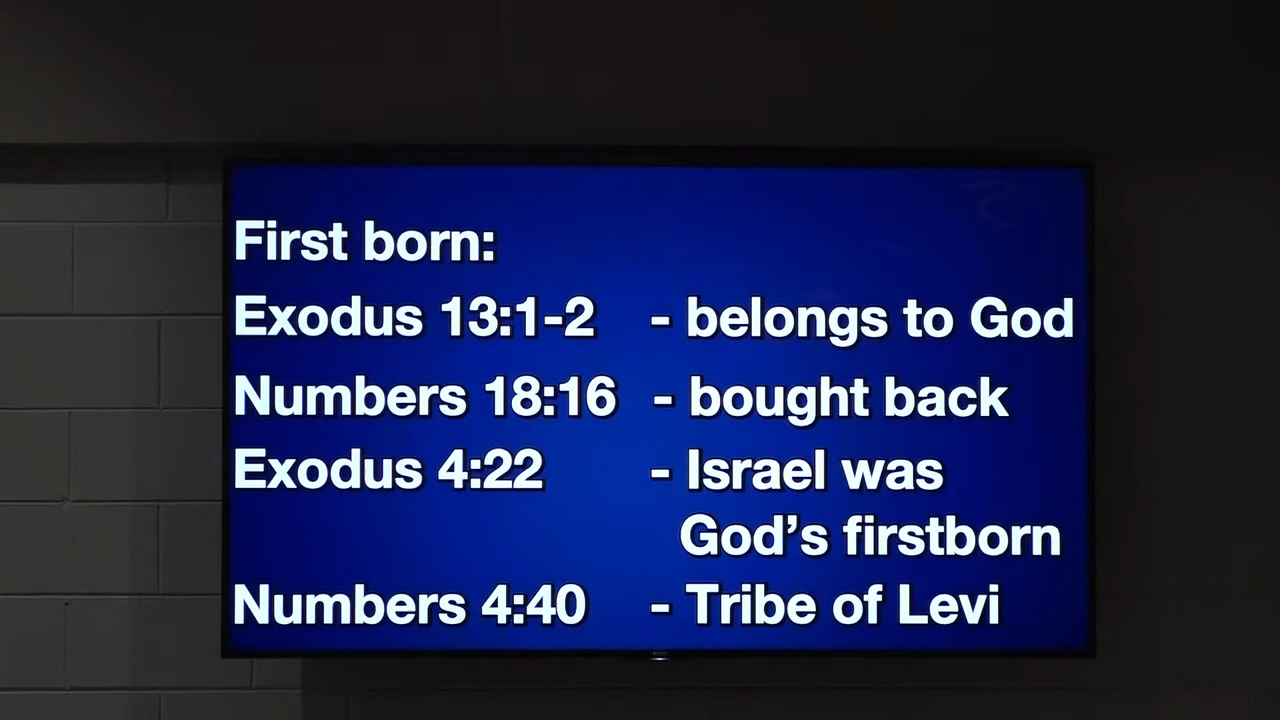 First born:
Exodus 13:1-2 - belongs to God
Numbers 18:16 - bought back
Exodus 4:22 - Israel was
God's firstborn
Numbers 4:40 - Tribe of Levi